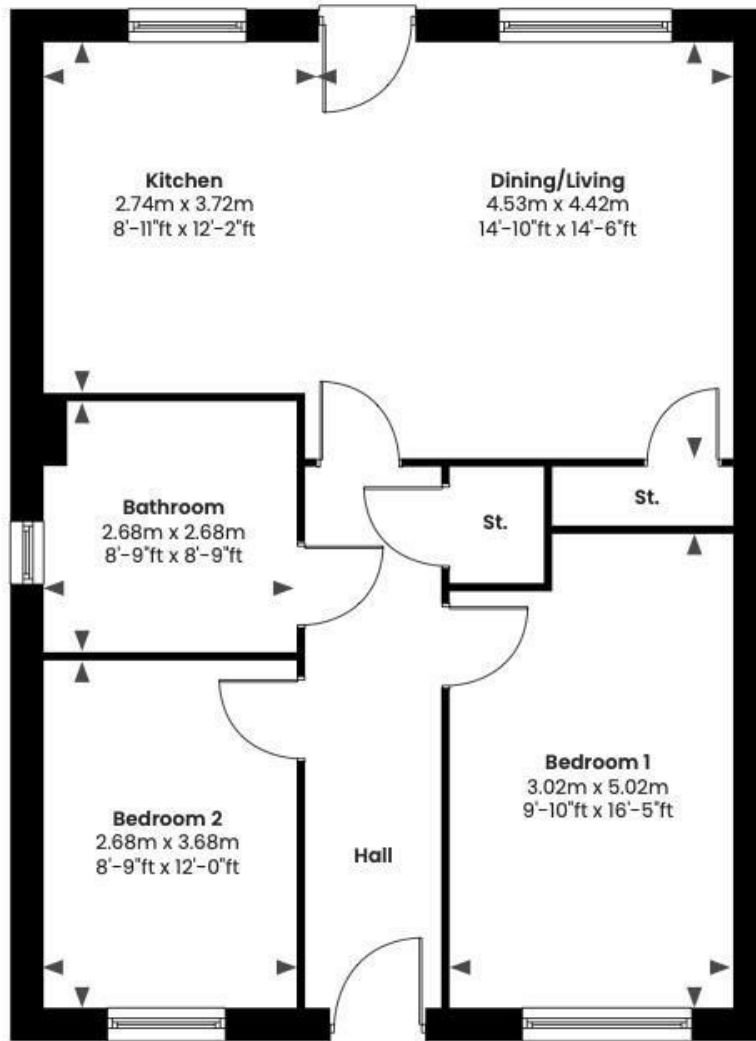 Kitchen
2.74m x 3.72m
8'-11"ft x 12'-2"ft
Dining/Living
4.53m x 4.42m
14'-10"ft x 14'-6"ft
Bathroom
2.68m x 2.68m
8'-9"ft x 8'-9"ft
St.
St.
Bedroom 1
3.02m x 5.02m
9'-10"ft x 16'-5"ft
Bedroom 2
2.68m x 3.68m
8'-9"ft x 12'-0"ft
Hall